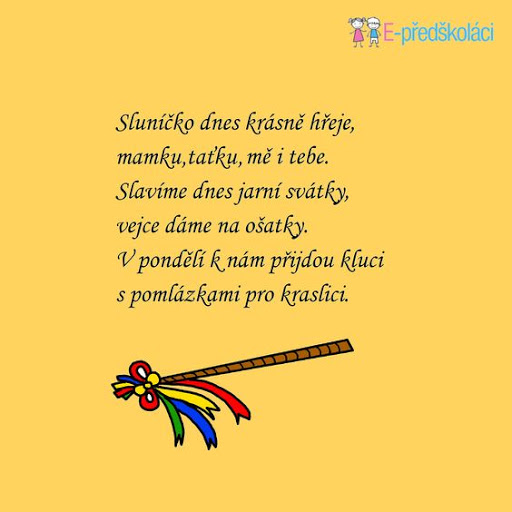 E-předškoláci
Sluníčko dnes krásně hřeje,
mamku,taťku, mě i tebe.
Slavíme dnes jarní svátky,
vejce dáme na ošatky.
V pondělí k nám přijdou kluci
s pomlázkami pro kraslici.